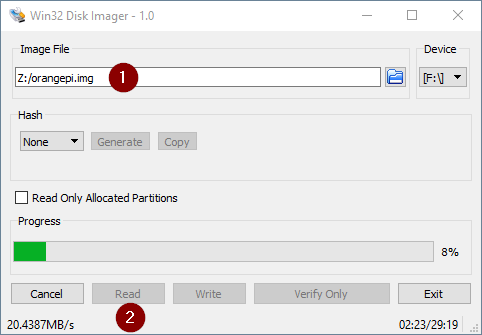 Win32 Disk Imager - 1.0
Image File
Device
Z:/orangepi.img
1
[F:\]
Hash
None
Generate
Copy
Read Only Allocated Partitions
Progress
8%
Cancel
Read
Write
Verify Only
Exit
2
20.4387MB/s
02:23/29:19